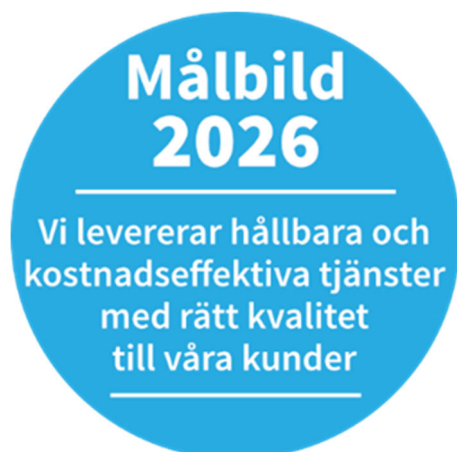 Målbild
2026
Vi levererar hållbara och
kostnadseffektiva tjänster
med rätt kvalitet
till våra kunder